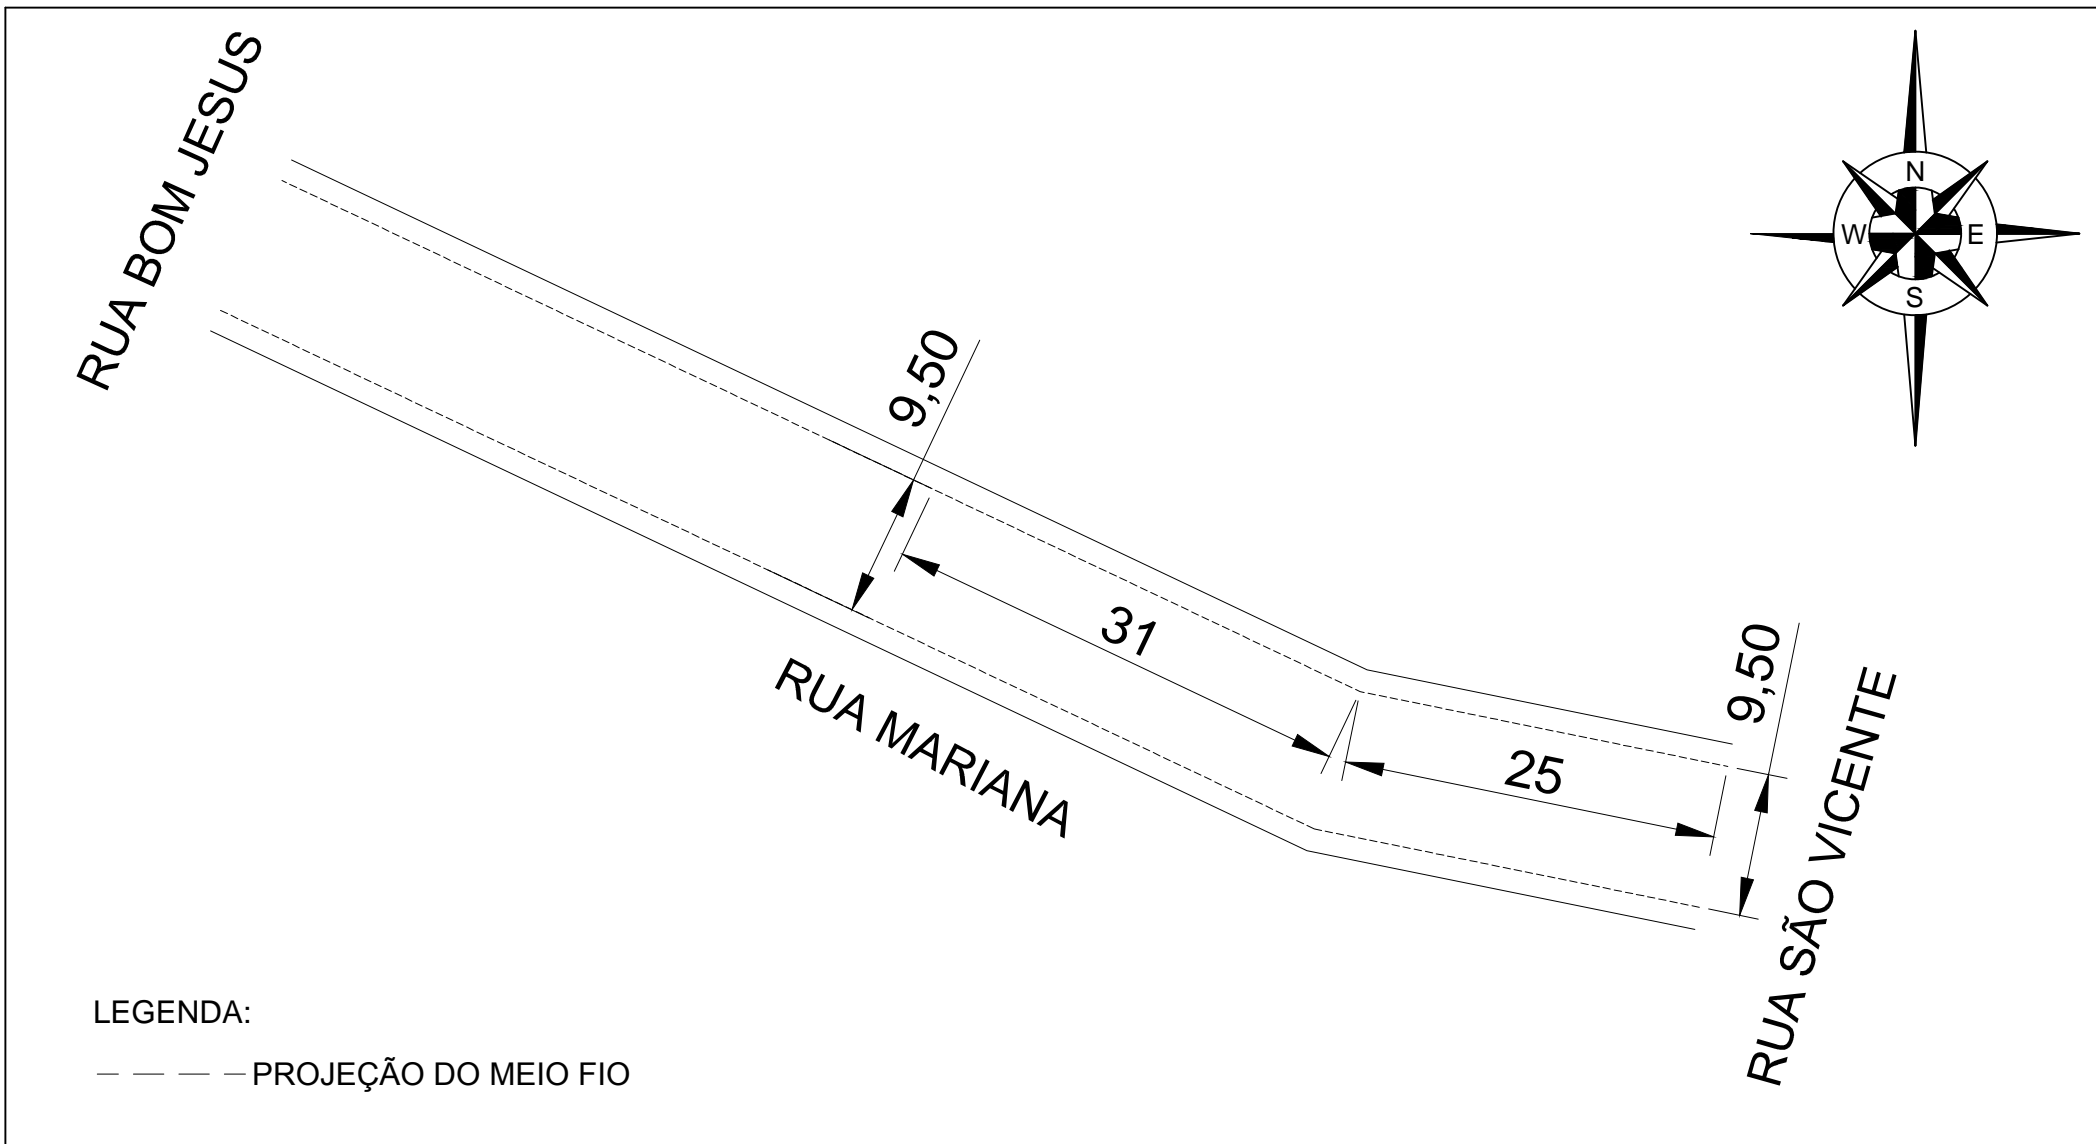 RUA BOM JESUS
N
W
E
S
9,50
31
RUA MARIANA
25
9,50
RUA SÃO VICENTE
LEGENDA:
PROJEÇÃO DO MEIO FIO